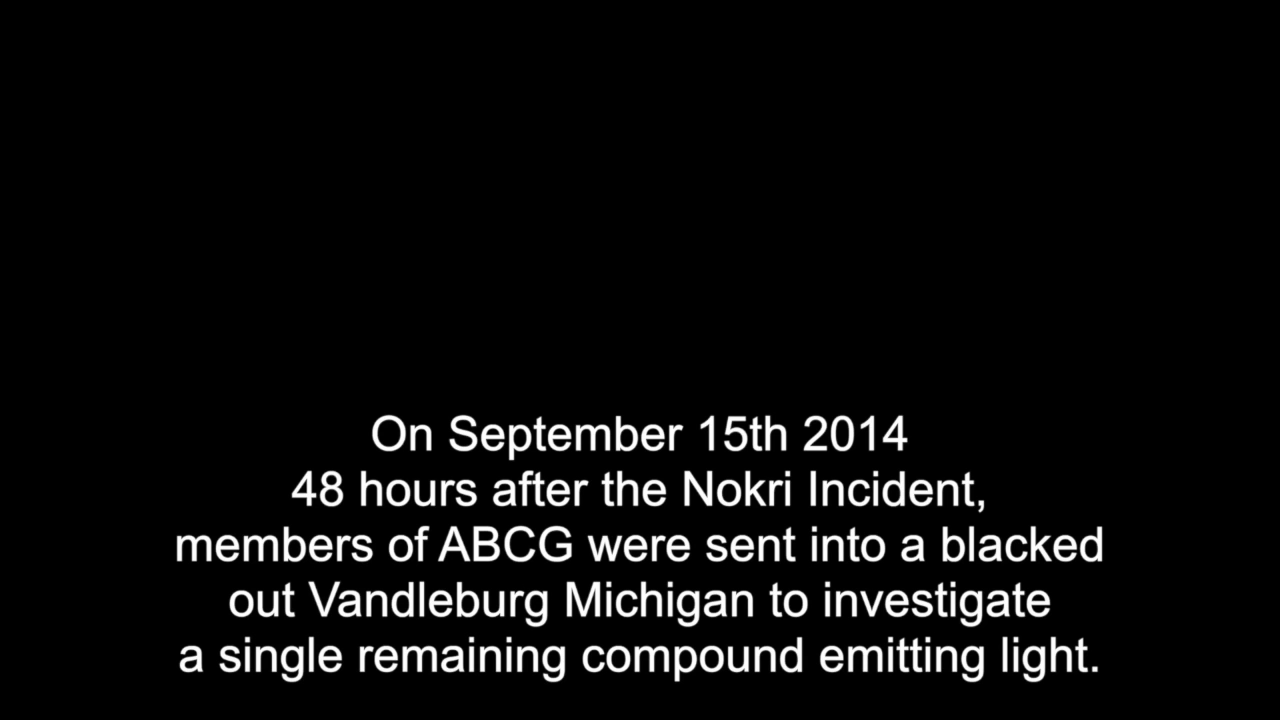 On September 15th 2014
48 hours after the Nokri Incident,
members of ABCG were sent into a blacked
out Vandleburg Michigan to investigate
a single remaining compound emitting light.